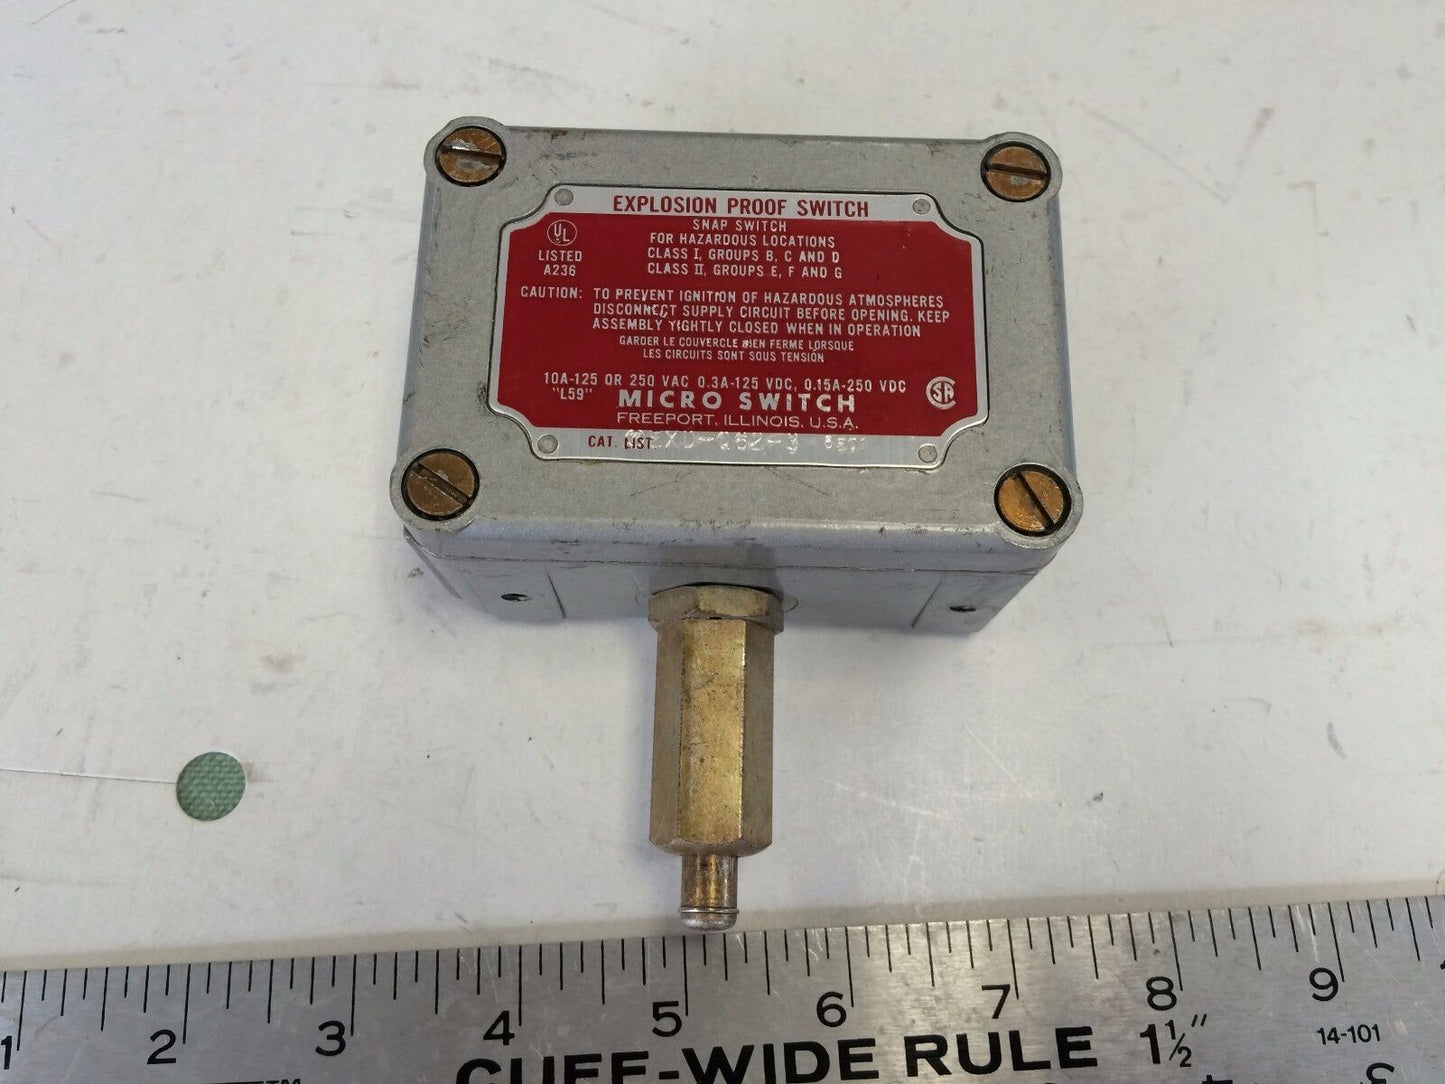 EXPLOSION PROOF SWITCH
UL
LISTED
A236
SNAP SWITCH
FOR HAZARDOUS LOCATIONS
CLASS I, GROUPS B, C AND D
CLASS II, GROUPS E, F AND G
CAUTION: TO PREVENT IGNITION OF HAZARDOUS ATMOSPHERES
DISCONNECT SUPPLY CIRCUIT BEFORE OPENING. KEEP
ASSEMBLY TIGHTLY CLOSED WHEN IN OPERATION
GARDER LE COUVERCLE BIEN FERME LORSQUE
LES CIRCUITS SONT SOUS TENSION
10A-125 OR 250 VAC 0.3A-125 VDC, 0.15A-250 VDC
"L59" MICRO SWITCH
SA
FREEPORT, ILLINOIS, U.S.A.
CAT. LIST
1 2 3 4 5 6 7 8 9
CUFF-WIDE RULE 1½"
14-101
TM